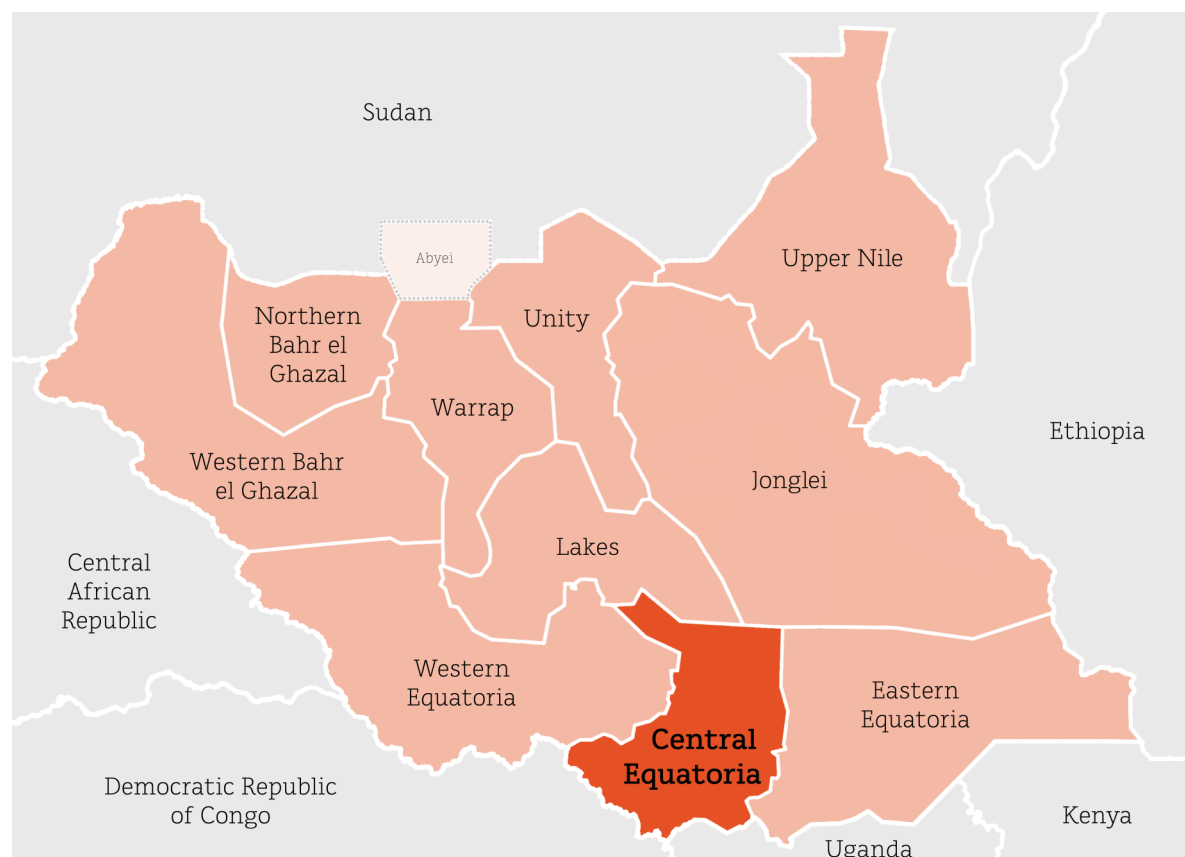 Sudan
Abyei
Upper Nile
Northern
Bahr el
Ghazal
Unity
Warrap
Ethiopia
Western Bahr
el Ghazal
Jonglei
Lakes
Central
African
Republic
Western
Equatoria
Eastern
Equatoria
Central
Equatoria
Democratic Republic
of Congo
Kenya
Uganda